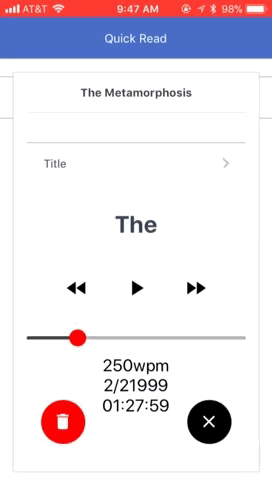 AT&T 9:47 AM 98%
Quick Read
The Metamorphosis
Title
The
250wpm
2/21999
01:27:59